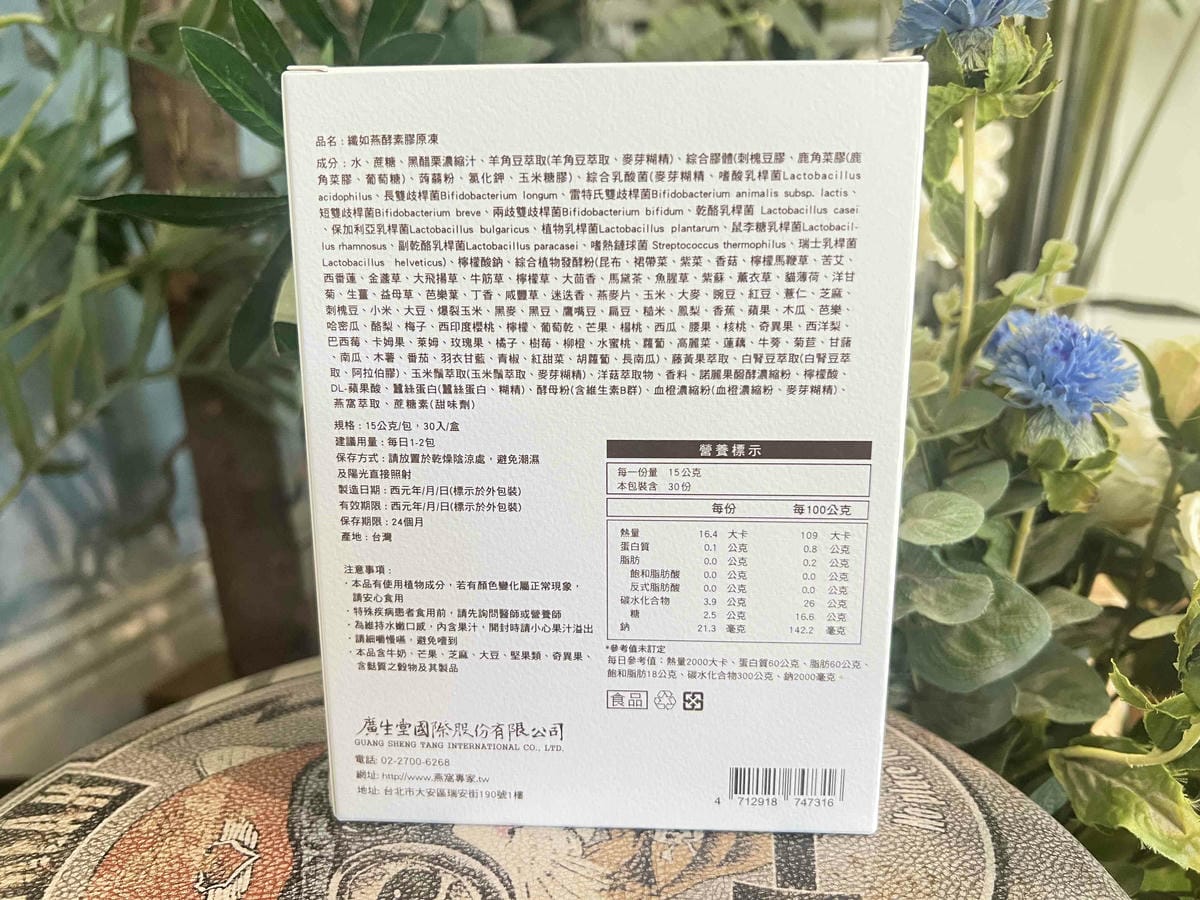 品名：纖如燕酵素膠原凍
成分：水、蔗糖、黑醋栗濃縮汁、羊角豆萃取(羊角豆萃取、麥芽糊精)、綜合膠體(刺槐豆膠、鹿角菜膠(鹿
角菜膠、葡萄糖)、蒟蒻粉、氯化鉀、玉米糖膠)、綜合乳酸菌(麥芽糊精、嗜酸乳桿菌Lactobacillus
acidophilus、長雙歧桿菌Bifidobacterium longum、雷特氏雙歧桿菌Bifidobacterium animalis subsp. lactis、
短雙歧桿菌Bifidobacterium breve、兩歧雙歧桿菌Bifidobacterium bifidum、乾酪乳桿菌 Lactobacillus casei
、保加利亞乳桿菌Lactobacillus bulgaricus、植物乳桿菌Lactobacillus plantarum、鼠李糖乳桿菌Lactobacil-
lus rhamnosus、副乾酪乳桿菌Lactobacillus paracasei、嗜熱鏈球菌 Streptococcus thermophilus、瑞士乳桿菌
Lactobacillus helveticus)、檸檬酸鈉、綜合植物發酵粉(昆布、裙帶菜、紫菜、香菇、檸檬馬鞭草、苦艾、
西番蓮、金盞草、大飛揚草、牛筋草、檸檬草、大茴香、馬黛茶、魚腥草、紫蘇、薰衣草、貓薄荷、洋甘
菊、生薑、益母草、芭樂葉、丁香、咸豐草、迷迭香、燕麥片、玉米、大麥、豌豆、紅豆、薏仁、芝麻、
刺槐豆、小米、大豆、爆裂玉米、黑麥、黑豆、鷹嘴豆、扁豆、糙米、鳳梨、香蕉、蘋果、木瓜、芭樂、
哈密瓜、酪梨、梅子、西印度櫻桃、檸檬、葡萄乾、芒果、楊桃、西瓜、腰果、核桃、奇異果、西洋梨、
巴西莓、卡姆果、萊姆、玫瑰果、橘子、樹莓、柳橙、水蜜桃、蘿蔔、高麗菜、蓮藕、牛蒡、菊苣、甘藷
、南瓜、木薯、番茄、羽衣甘藍、青椒、紅甜菜、胡蘿蔔、長南瓜)、藤黃果萃取、白腎豆萃取(白腎豆萃
取、阿拉伯膠)、玉米鬚萃取(玉米鬚萃取、麥芽糊精)、洋菇萃取物、香料、諾麗果醱酵濃縮粉、檸檬酸、
DL-蘋果酸、蠶絲蛋白(蠶絲蛋白、糊精)、酵母粉(含維生素B群)、血橙濃縮粉(血橙濃縮粉、麥芽糊精)、
燕窩萃取、蔗糖素(甜味劑)
規格：15公克/包，30入/盒
建議用量：每日1-2包
保存方式：請放置於乾燥陰涼處，避免潮濕
及陽光直接照射
製造日期：西元年/月/日(標示於外包裝)
有效期限：西元年/月/日(標示於外包裝)
保存期限：24個月
產地：台灣
注意事項：
·本品有使用植物成分，若有顏色變化屬正常現象，
請安心食用
·特殊疾病患者食用前，請先詢問醫師或營養師
·為維持水嫩口感，內含果汁，開封時請小心果汁溢出
·請細嚼慢嚥，避免噎到
·本品含牛奶、芒果、芝麻、大豆、堅果類、奇異果、
含麩質之穀物及其製品
營養標示
每一份量 15公克
本包裝含 30份
每份 每100公克
熱量 16.4 大卡 109 大卡
蛋白質 0.1 公克 0.8 公克
脂肪 0.0 公克 0.2 公克
飽和脂肪酸 0.0 公克 0.0 公克
反式脂肪酸 0.0 公克 0.0 公克
碳水化合物 3.9 公克 26 公克
糖 2.5 公克 16.6 公克
鈉 21.3 毫克 142.2 毫克
*參考值未訂定
每日參考值：熱量2000大卡、蛋白質60公克、脂肪60公克、
飽和脂肪18公克、碳水化合物300公克、鈉2000毫克。
食品
廣生堂國際股份有限公司
GUANG SHENG TANG INTERNATIONAL CO., LTD.
電話: 02-2700-6268
網址: http://www.燕窩專家.tw
地址: 台北市大安區瑞安街190號1樓
4 712918 747316